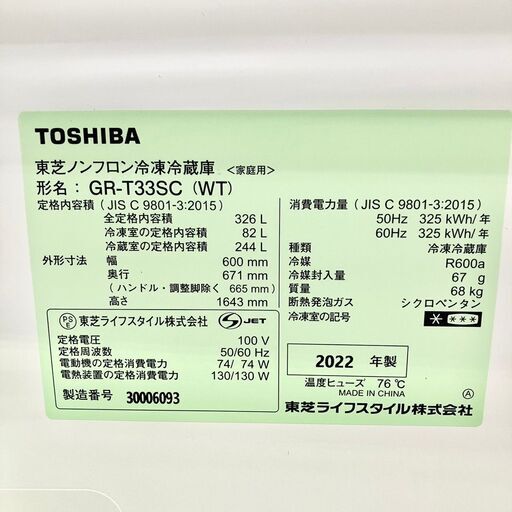 TOSHIBA
東芝ノンフロン冷凍冷蔵庫 <家庭用>
形名: GR-T33SC (WT)
定格内容積 (JIS C 9801-3:2015)
全定格内容積 326 L
冷凍室の定格内容積 82 L
冷蔵室の定格内容積 244 L
外形寸法 幅 600 mm
奥行 671 mm
(ハンドル・調整脚除く 665 mm)
高さ 1643 mm
消費電力量 (JIS C 9801-3:2015)
50Hz 325 kWh/年
60Hz 325 kWh/年
種類 冷凍冷蔵庫
冷媒 R600a
冷媒封入量 67 g
質量 68 kg
断熱発泡ガス シクロペンタン
冷凍室の記号 * ***
PS E 東芝ライフスタイル株式会社 S JET
定格電圧 100 V
定格周波数 50/60 Hz
電動機の定格消費電力 74/ 74 W
電熱装置の定格消費電力 130/130 W
製造番号 30006093
2022 年製
温度ヒューズ 76℃
MADE IN CHINA
東芝ライフスタイル株式会社 A